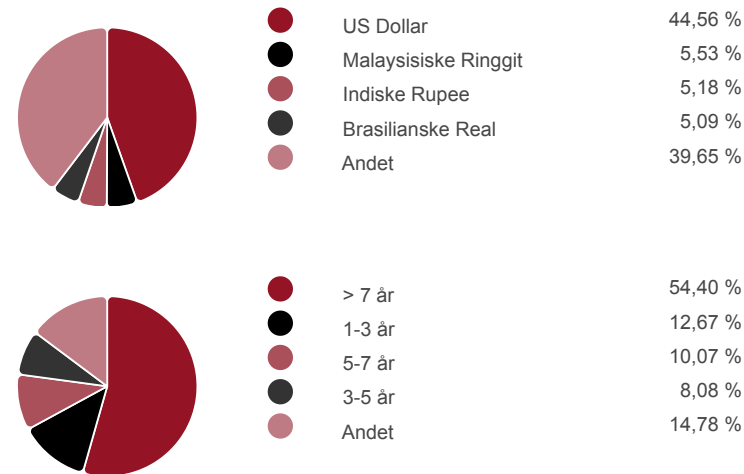 US Dollar 44,56 %
Malaysisiske Ringgit 5,53 %
Indiske Rupee 5,18 %
Brasilianske Real 5,09 %
Andet 39,65 %
> 7 år 54,40 %
1-3 år 12,67 %
5-7 år 10,07 %
3-5 år 8,08 %
Andet 14,78 %